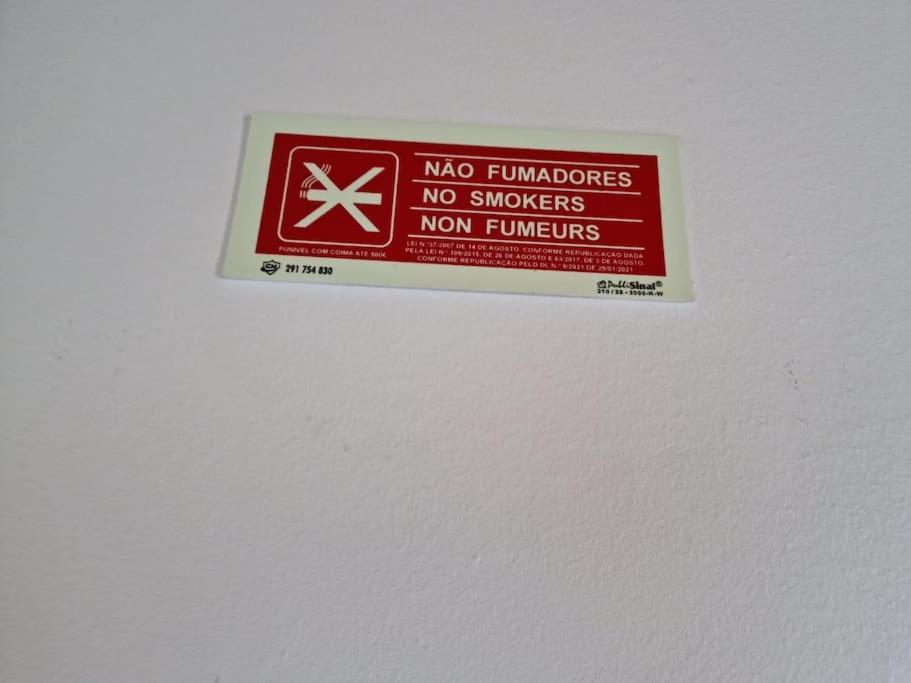 NÃO FUMADORES
NO SMOKERS
NON FUMEURS
PUNÍVEL COM COIMA ATÉ 500€
LEI N.º37/2007 DE 14 DE AGOSTO. CONFORME REPUBLICAÇÃO DADA
PELA LEI N.º 109/2015, DE 26 DE AGOSTO E 63/2017, DE 3 DE AGOSTO.
CONFORME REPUBLICAÇÃO PELO DL N.º 9/2021 DE 29/01/2021
CM 291 754 830
PubliSinal®